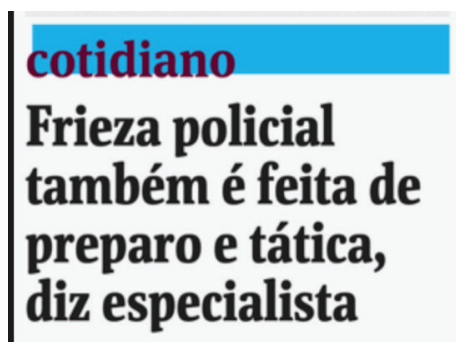 cotidiano
Frieza policial
também é feita de
preparo e tática,
diz especialista